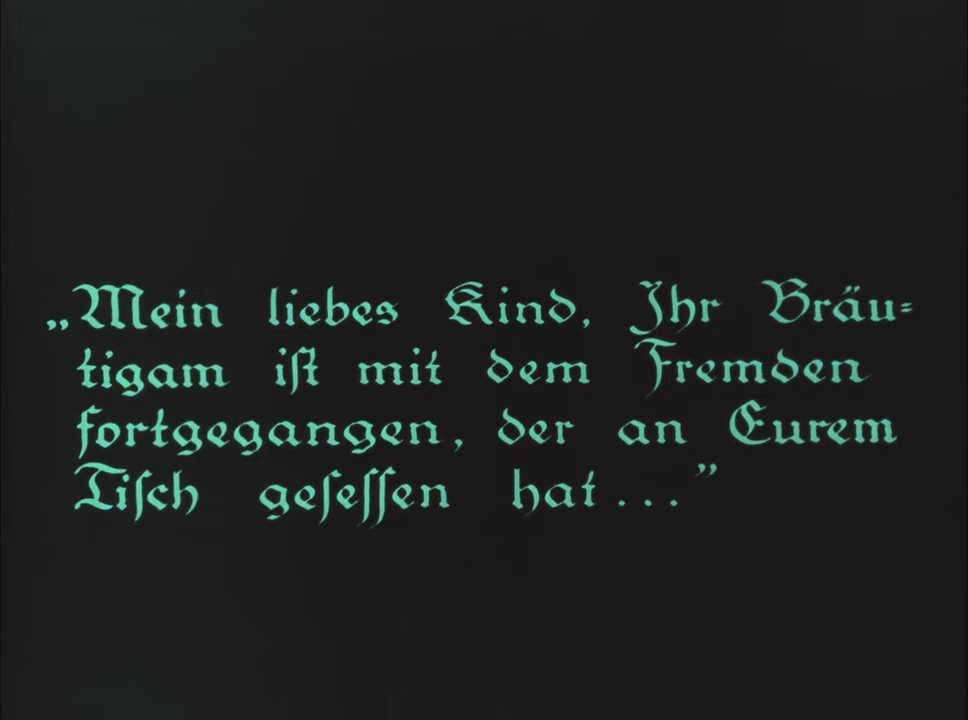 „Mein liebes Kind, Ihr Bräu=
tigam iſt mit dem Fremden
fortgegangen, der an Eurem
Tiſch geſeſſen hat...”